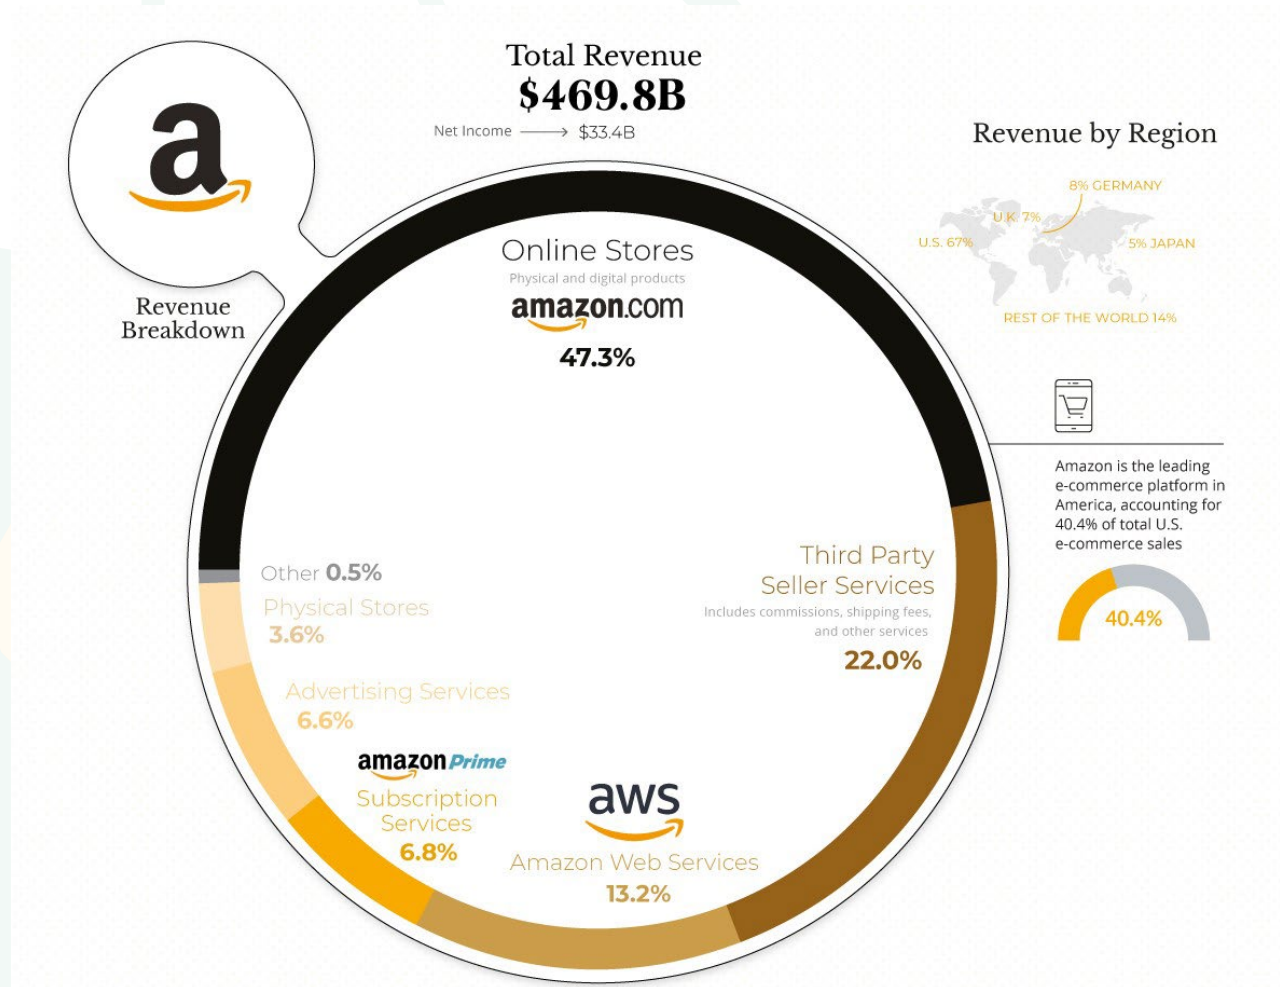 a
Total Revenue
$469.8B
Net Income
$33.4B
Revenue
Breakdown
Online Stores
Physical and digital products
amazon.com
47.3%
Third Party
Seller Services
Includes commissions, shipping fees,
and other services
22.0%
aws
Amazon Web Services
13.2%
amazon Prime
Subscription
Services
6.8%
Advertising Services
6.6%
Physical Stores
3.6%
Other 0.5%
Revenue by Region
8% GERMANY
U.K. 7%
U.S. 67%
5% JAPAN
REST OF THE WORLD 14%
Amazon is the leading
e-commerce platform in
America, accounting for
40.4% of total U.S.
e-commerce sales
40.4%